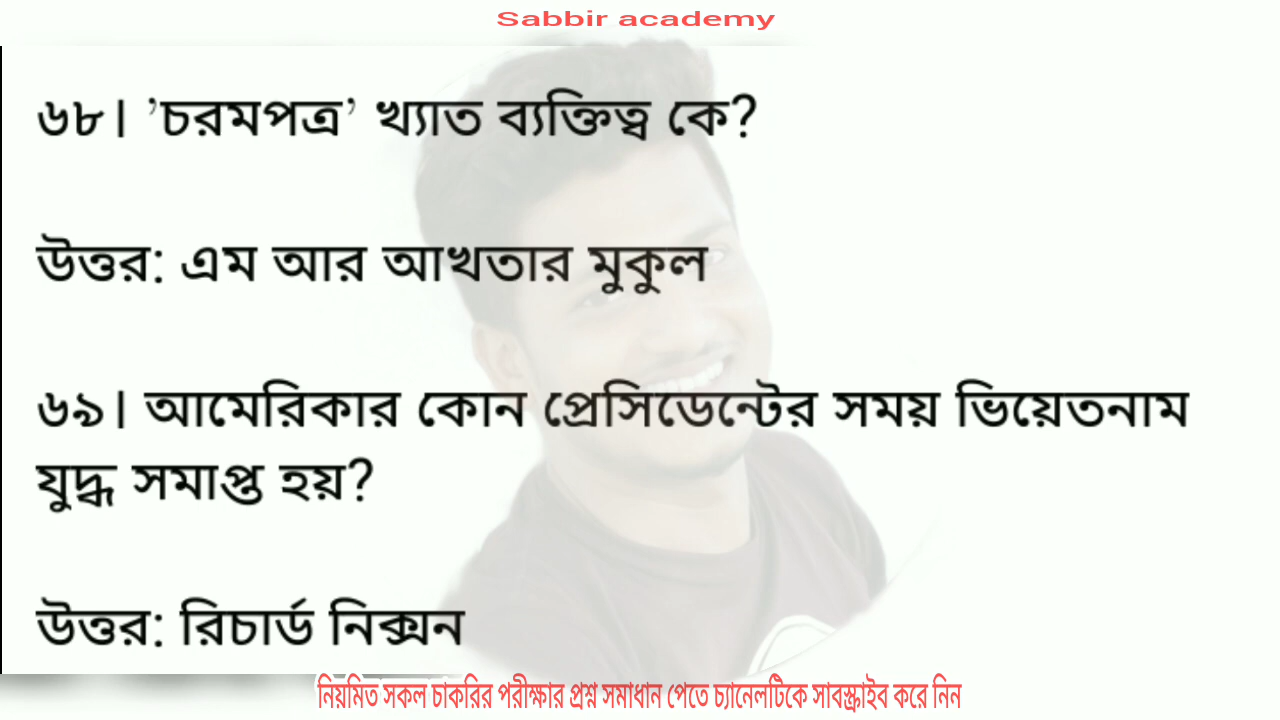 Sabbir academy
৬৮। ’চরমপত্র’ খ্যাত ব্যক্তিত্ব কে?
উত্তর: এম আর আখতার মুকুল
৬৯। আমেরিকার কোন প্রেসিডেন্টের সময় ভিয়েতনাম
যুদ্ধ সমাপ্ত হয়?
উত্তর: রিচার্ড নিক্সন
নিয়মিত সকল চাকরির পরীক্ষার প্রশ্ন সমাধান পেতে চ্যানেলটিকে সাবস্ক্রাইব করে নিন